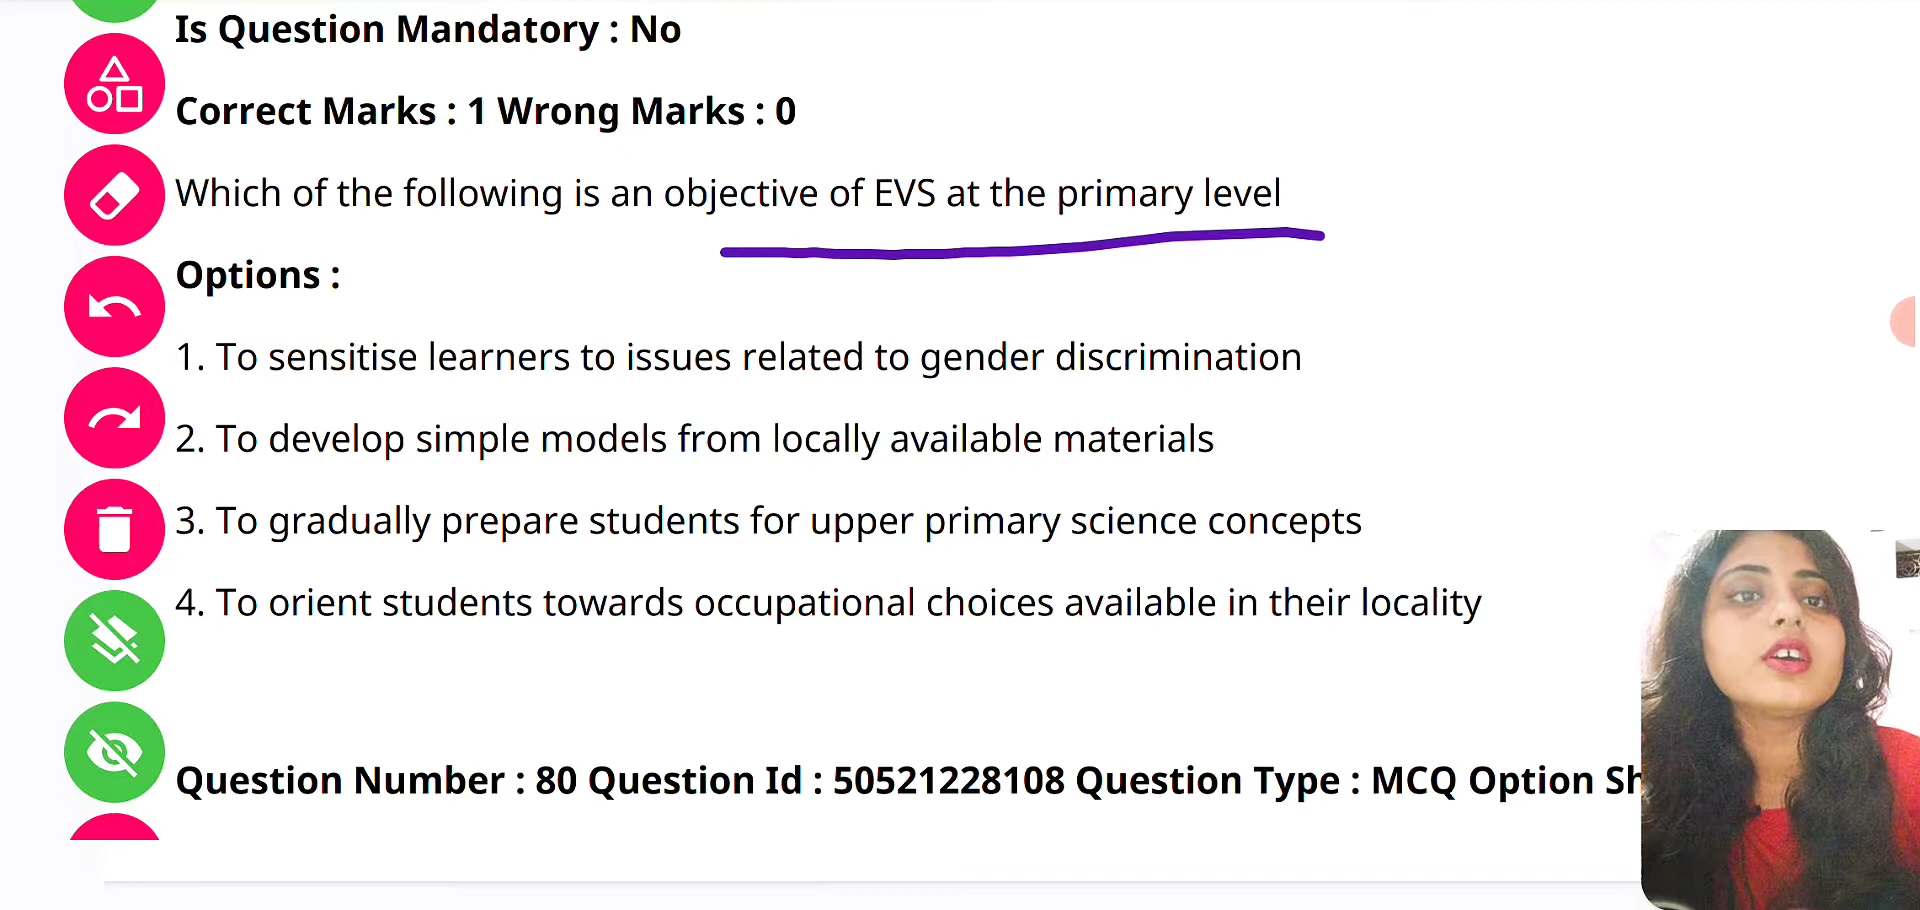 Is Question Mandatory : No
Correct Marks : 1 Wrong Marks : 0
Which of the following is an objective of EVS at the primary level
Options :
1. To sensitise learners to issues related to gender discrimination
2. To develop simple models from locally available materials
3. To gradually prepare students for upper primary science concepts
4. To orient students towards occupational choices available in their locality
Question Number : 80 Question Id : 50521228108 Question Type : MCQ Option